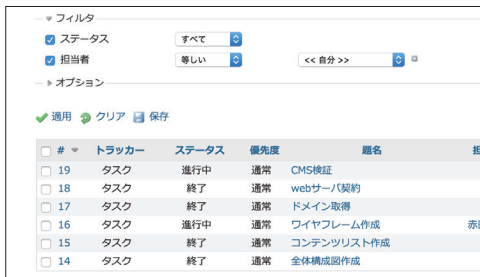 フィルタ
ステータス すべて
担当者 等しい << 自分 >>
オプション
適用 クリア 保存
# トラッカー ステータス 優先度 題名 担
19 タスク 進行中 通常 CMS検証
18 タスク 終了 通常 webサーバ契約
17 タスク 終了 通常 ドメイン取得
16 タスク 進行中 通常 ワイヤフレーム作成 赤
15 タスク 終了 通常 コンテンツリスト作成
14 タスク 終了 通常 全体構成図作成